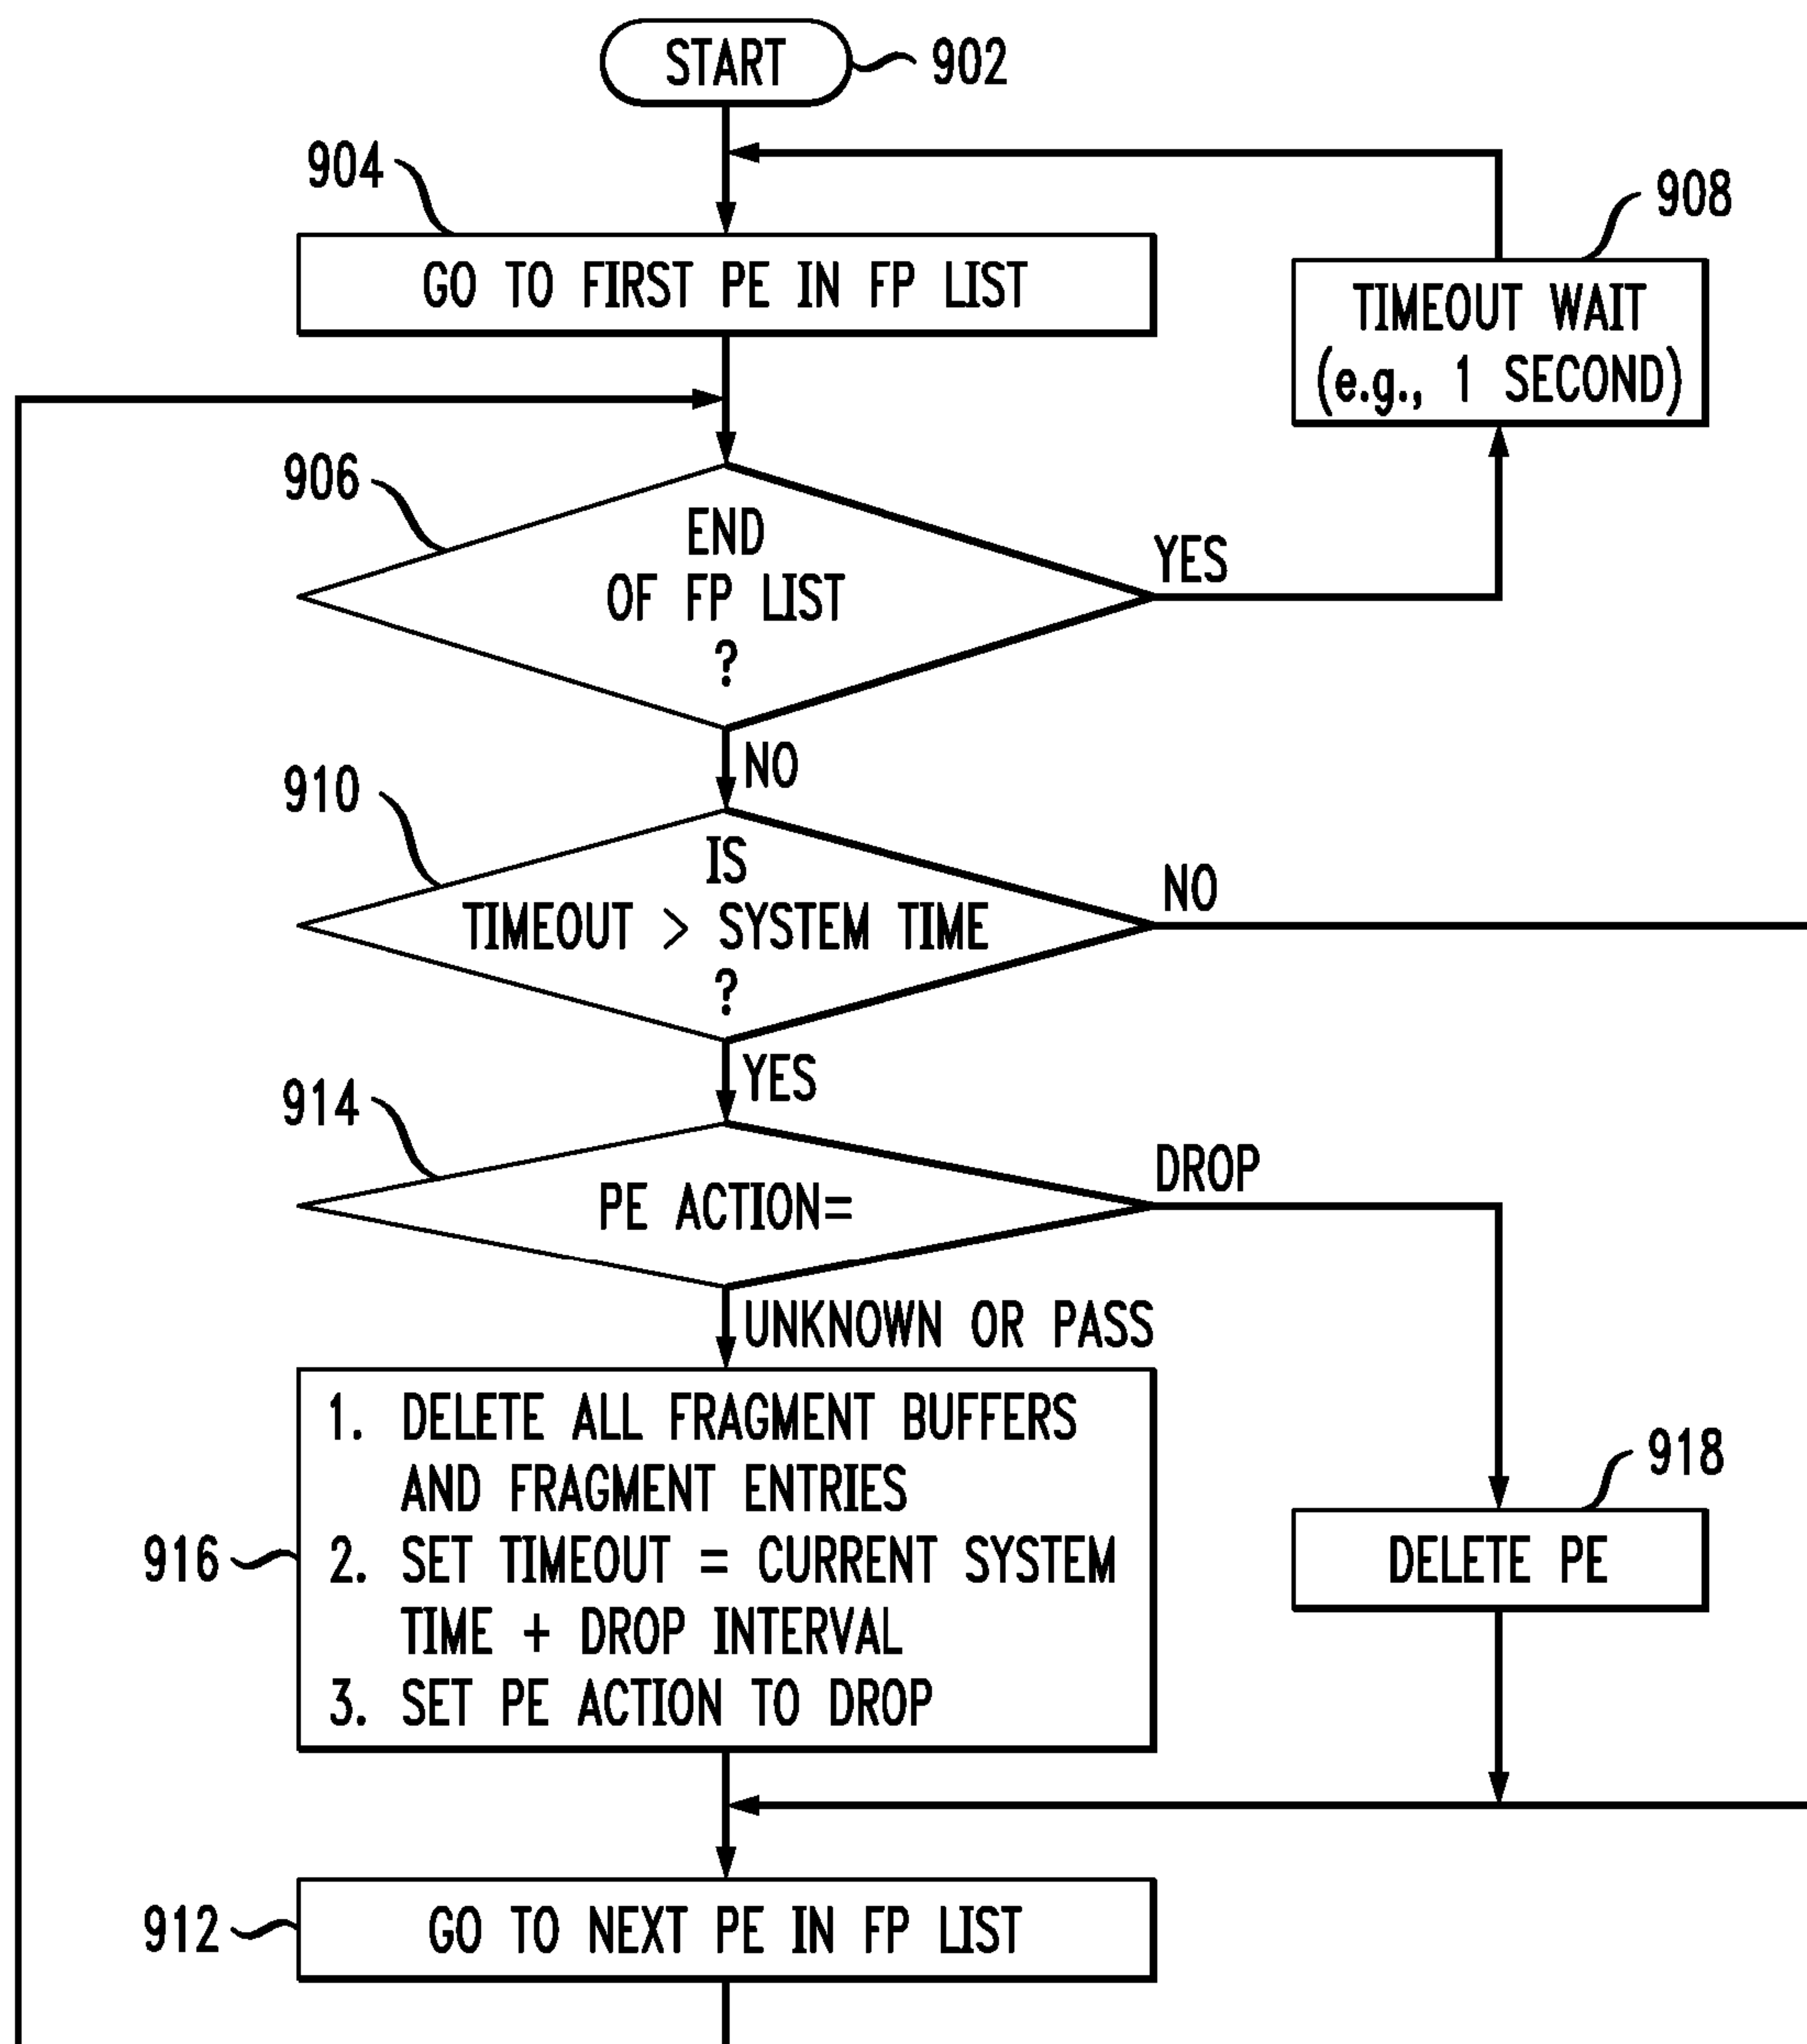 START
902
904
GO TO FIRST PE IN FP LIST
908
TIMEOUT WAIT
(e.g., 1 SECOND)
906
END
OF FP LIST
?
YES
NO
910
IS
TIMEOUT > SYSTEM TIME
?
NO
YES
914
PE ACTION=
DROP
UNKNOWN OR PASS
916
1. DELETE ALL FRAGMENT BUFFERS
AND FRAGMENT ENTRIES
2. SET TIMEOUT = CURRENT SYSTEM
TIME + DROP INTERVAL
3. SET PE ACTION TO DROP
918
DELETE PE
912
GO TO NEXT PE IN FP LIST